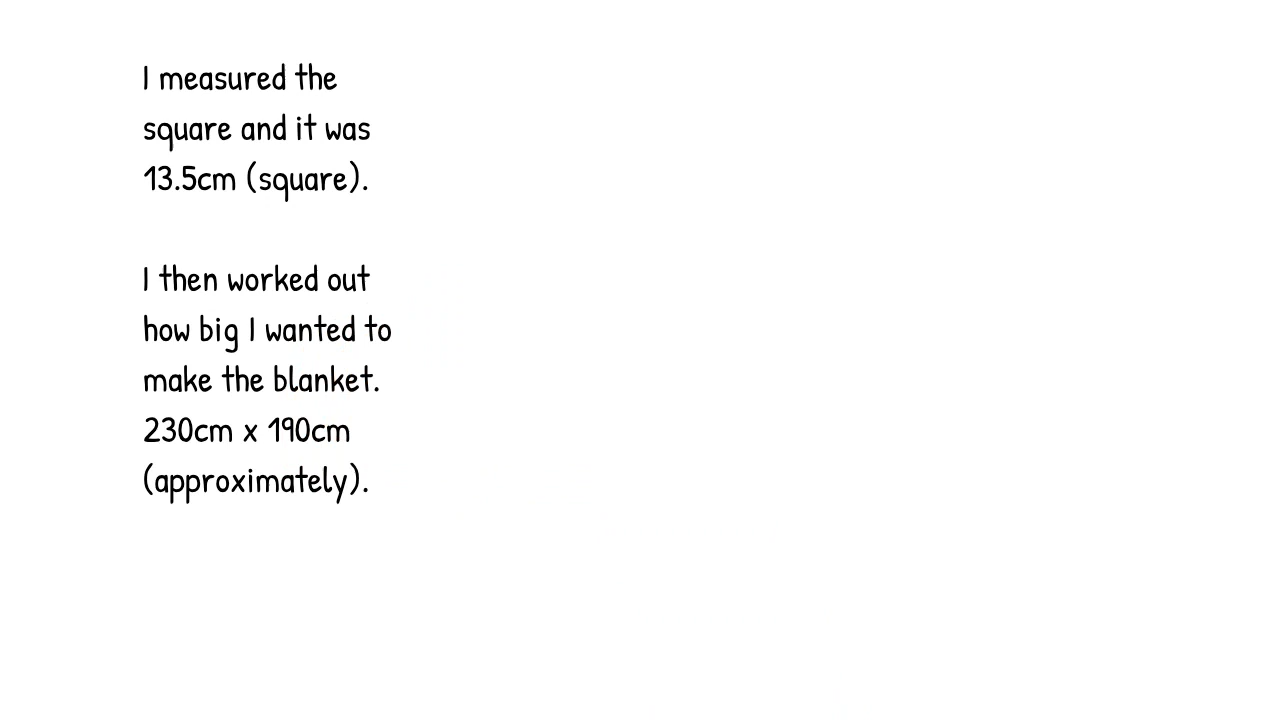 I measured the
square and it was
13.5cm (square).
I then worked out
how big I wanted to
make the blanket.
230cm x 190cm
(approximately).